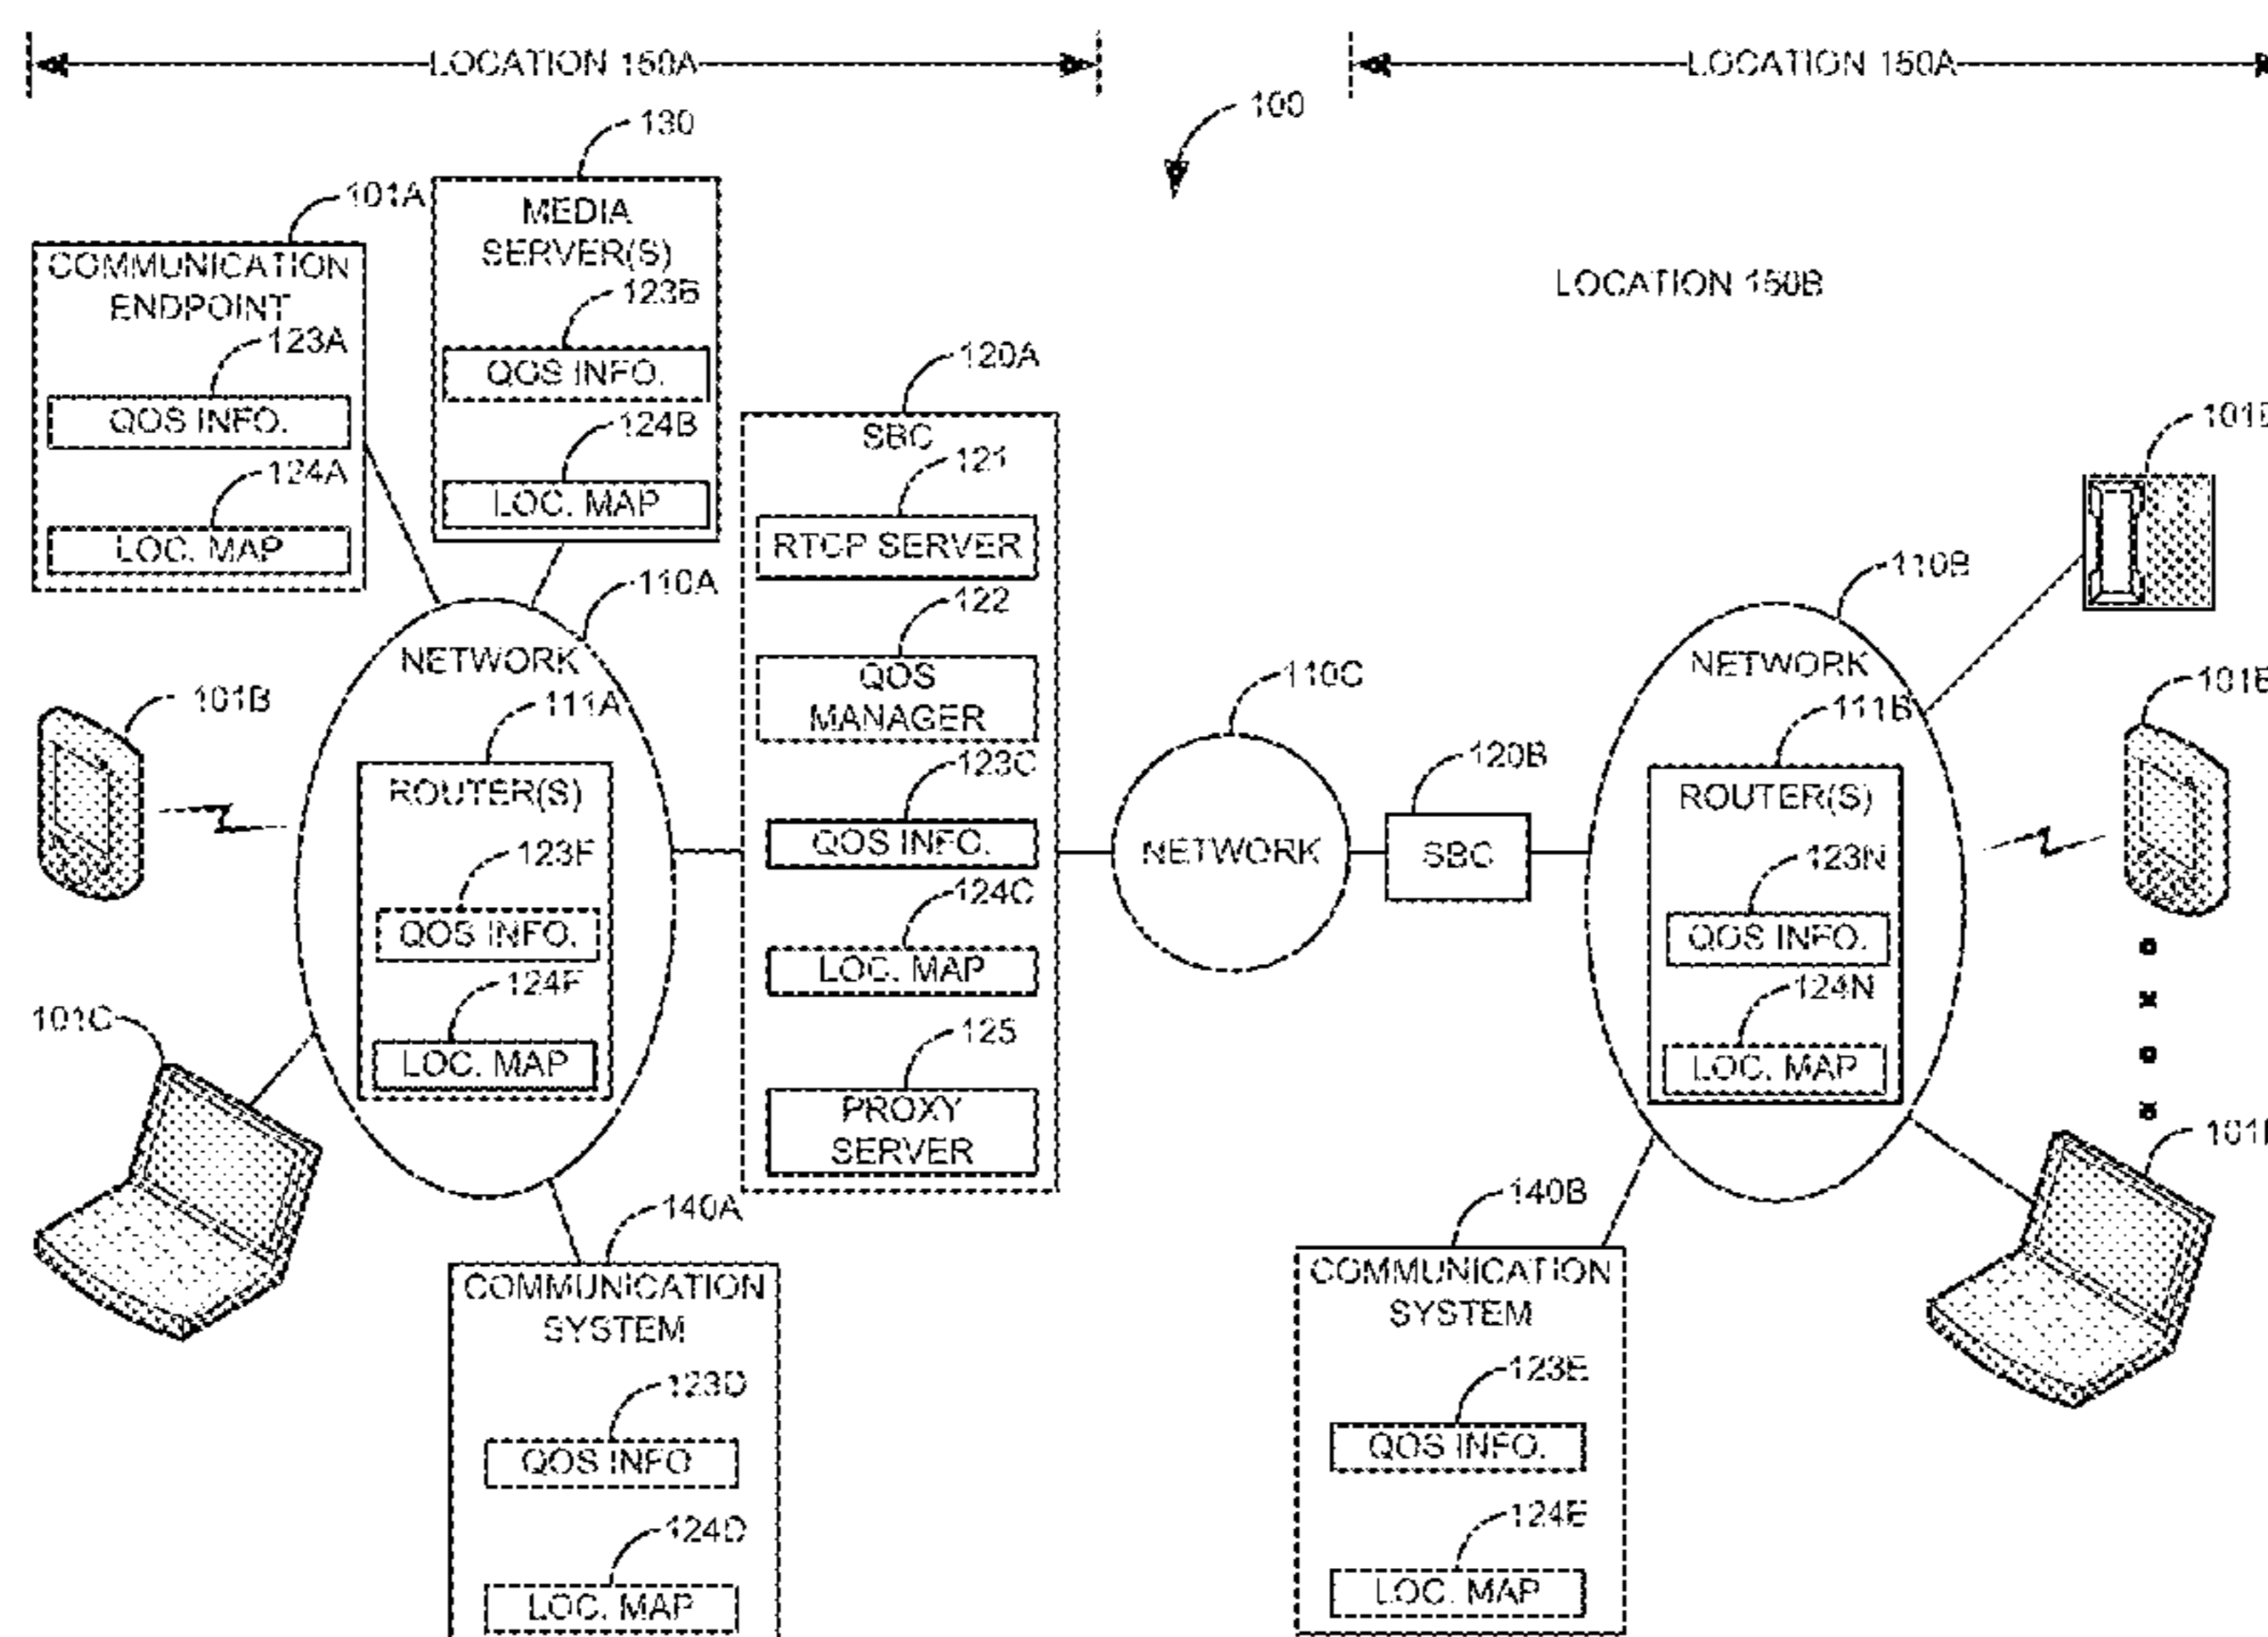 LOCATION 150A
LOCATION 150A
100
130
101A
MEDIA
SERVER(S)
COMMUNICATION
ENDPOINT
LOCATION 150B
123B
123A
QOS INFO.
120A
QOS INFO.
124B
SBC
124A
121
LOC. MAP
LOC. MAP
RTCP SERVER
110A
122
110B
NETWORK
QOS
MANAGER
110C
NETWORK
101B
111A
111B
123C
120B
ROUTER(S)
ROUTER(S)
123F
QOS INFO.
NETWORK
SBC
123N
QOS INFO.
124C
QOS INFO.
124F
LOC. MAP
124N
101C
125
LOC. MAP
LOC. MAP
PROXY
SERVER
140A
140B
COMMUNICATION
SYSTEM
COMMUNICATION
SYSTEM
123D
123E
QOS INFO
QOS INFO.
124D
124E
LOC. MAP
LOC. MAP